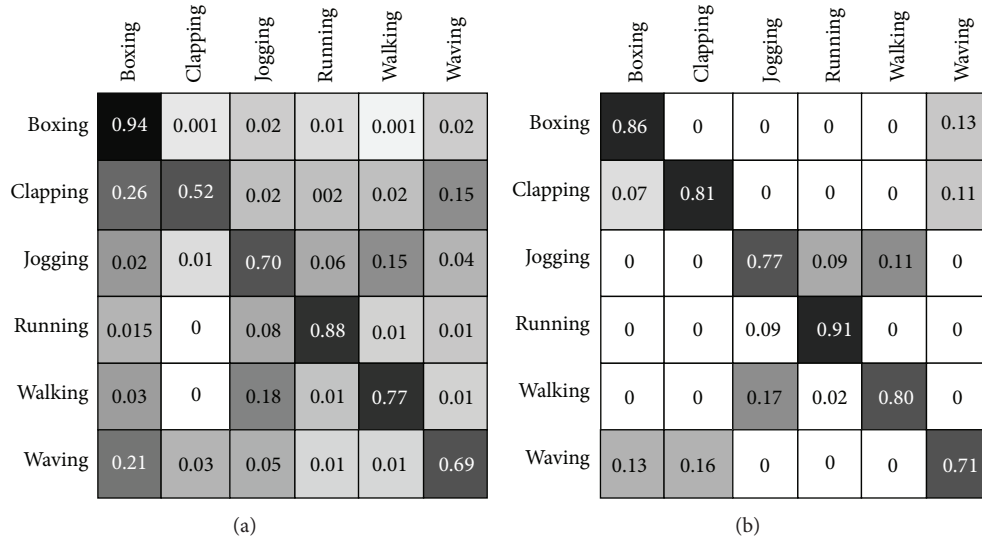 Boxing Clapping Jogging Running Walking Waving
Boxing 0.94 0.001 0.02 0.01 0.001 0.02
Clapping 0.26 0.52 0.02 002 0.02 0.15
Jogging 0.02 0.01 0.70 0.06 0.15 0.04
Running 0.015 0 0.08 0.88 0.01 0.01
Walking 0.03 0 0.18 0.01 0.77 0.01
Waving 0.21 0.03 0.05 0.01 0.01 0.69
(a)
Boxing Clapping Jogging Running Walking Waving
Boxing 0.86 0 0 0 0 0.13
Clapping 0.07 0.81 0 0 0 0.11
Jogging 0 0 0.77 0.09 0.11 0
Running 0 0 0.09 0.91 0 0
Walking 0 0 0.17 0.02 0.80 0
Waving 0.13 0.16 0 0 0 0.71
(b)